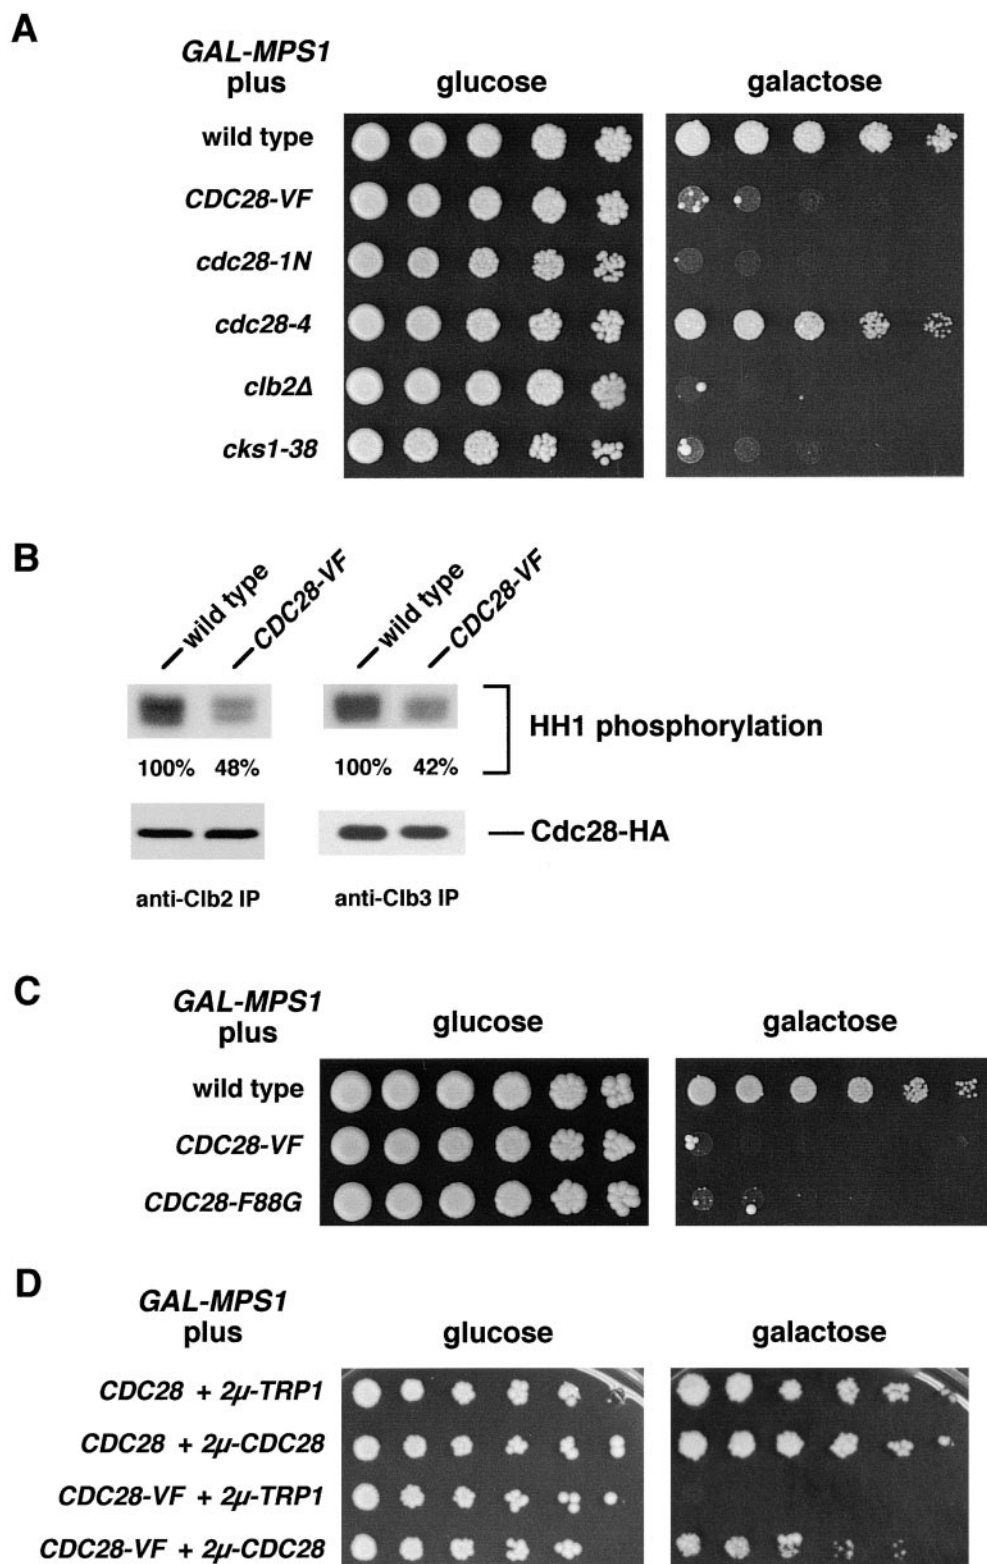 A
GAL-MPS1
plus
glucose
galactose
wild type
CDC28-VF
cdc28-1N
cdc28-4
clb2Δ
cks1-38
B
wild type
CDC28-VF
wild type
CDC28-VF
HH1 phosphorylation
100% 48%
100% 42%
Cdc28-HA
anti-Clb2 IP
anti-Clb3 IP
C
GAL-MPS1
plus
glucose
galactose
wild type
CDC28-VF
CDC28-F88G
D
GAL-MPS1
plus
glucose
galactose
CDC28 + 2µ-TRP1
CDC28 + 2µ-CDC28
CDC28-VF + 2µ-TRP1
CDC28-VF + 2µ-CDC28